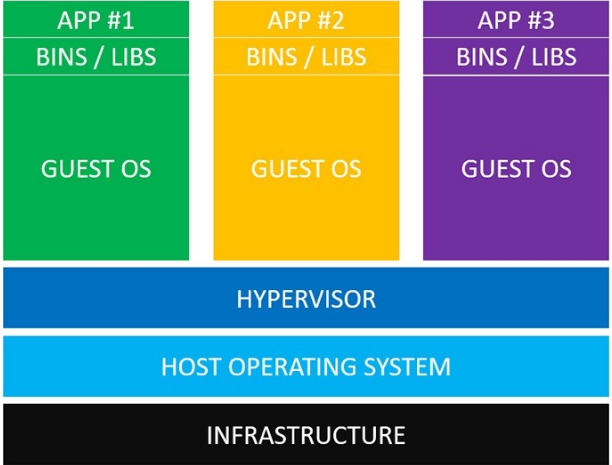 APP #1
BINS / LIBS
GUEST OS
APP #2
BINS / LIBS
GUEST OS
APP #3
BINS / LIBS
GUEST OS
HYPERVISOR
HOST OPERATING SYSTEM
INFRASTRUCTURE